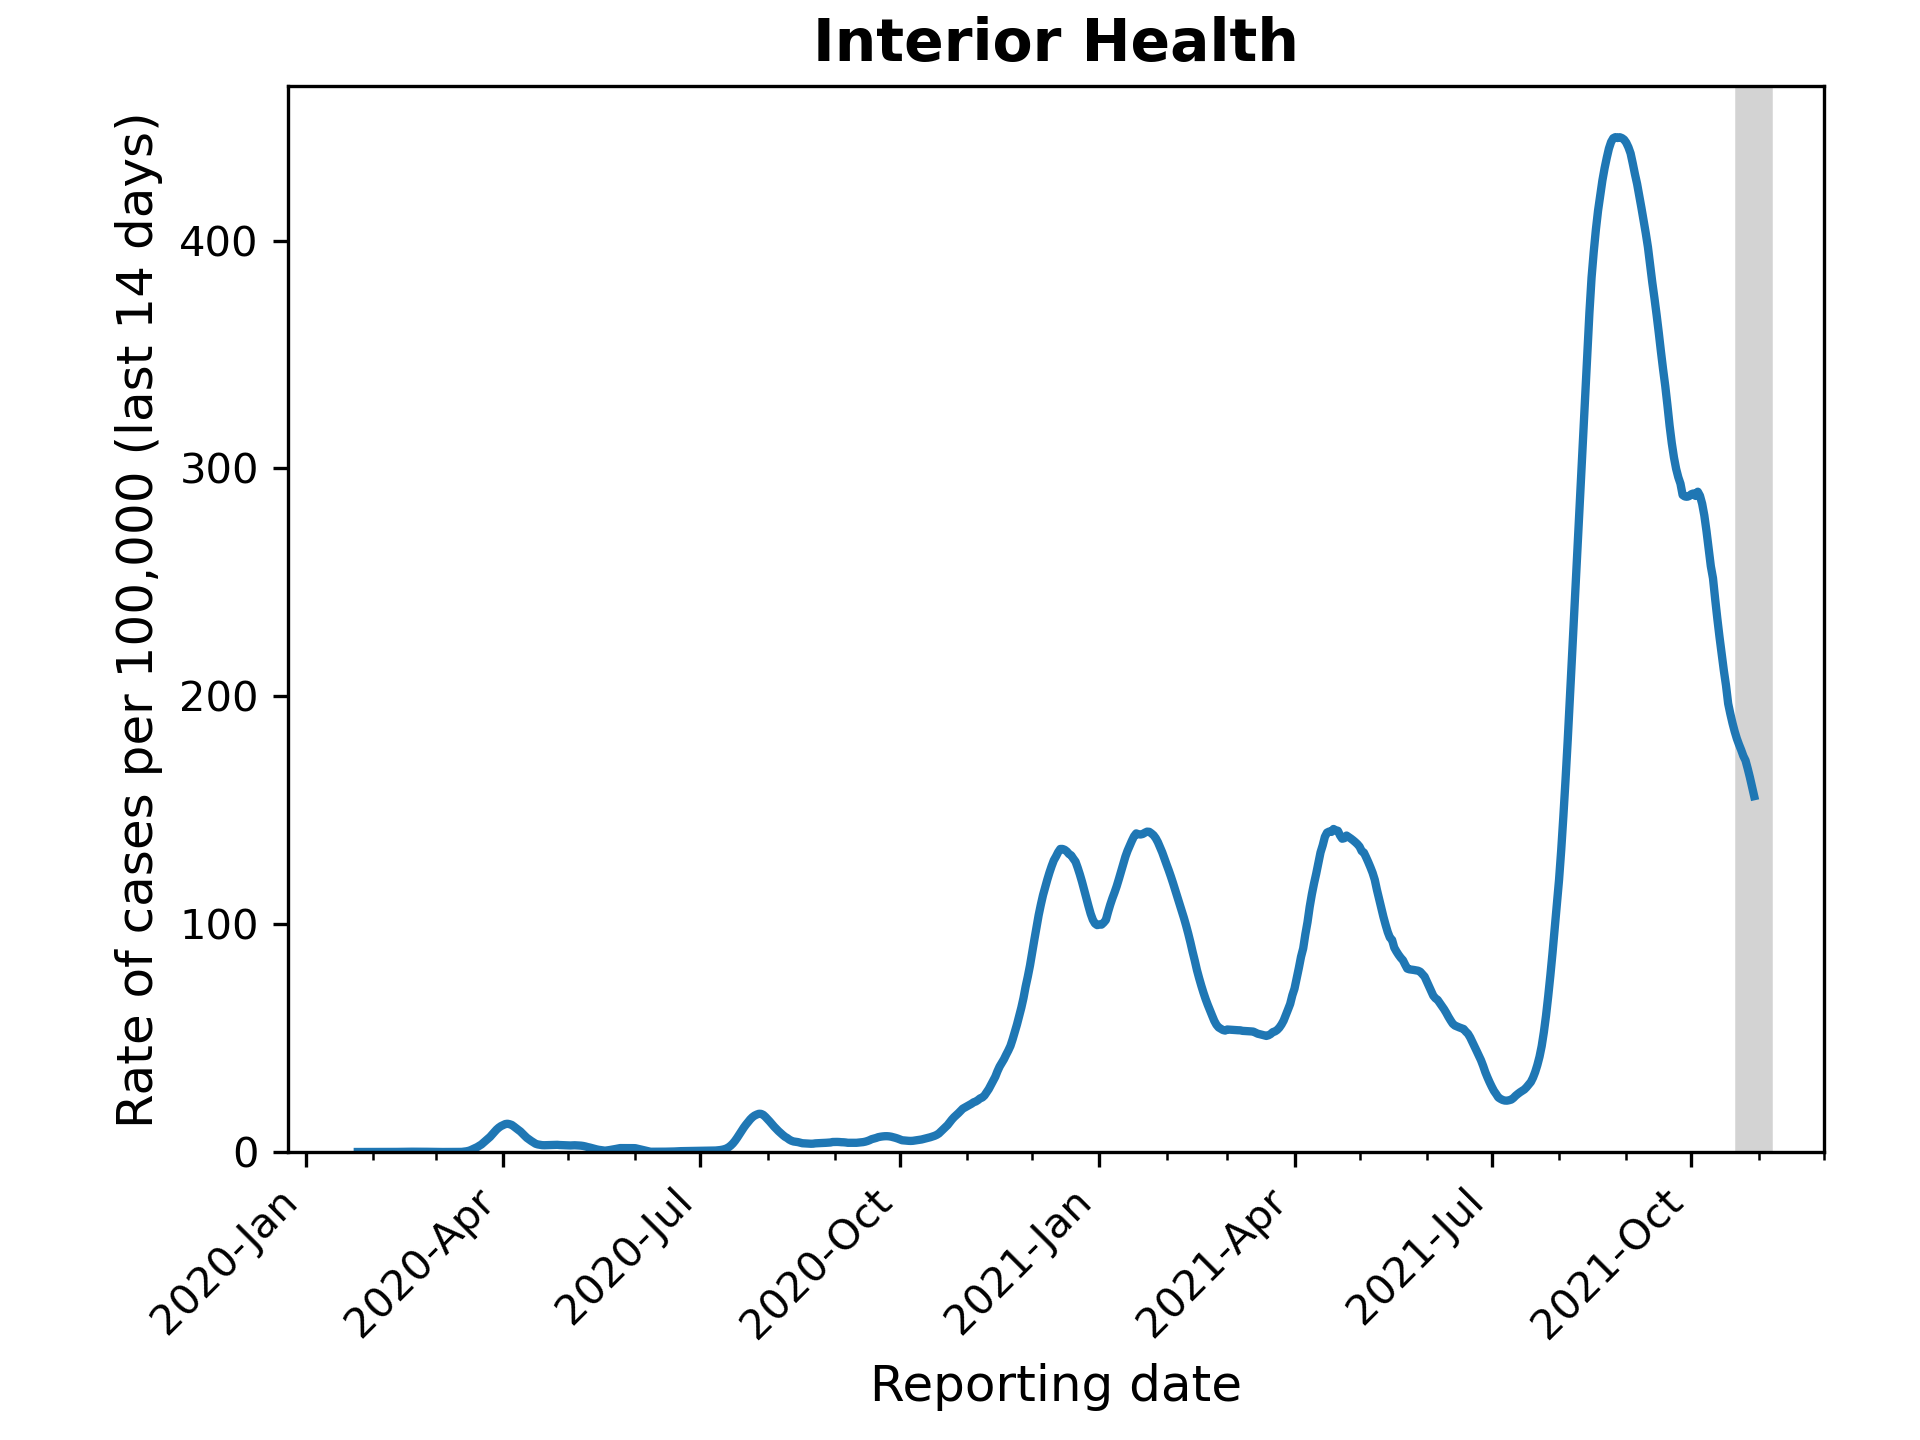 Interior Health
Rate of cases per 100,000 (last 14 days)
400
300
200
100
0
2020-Jan
2020-Apr
2020-Jul
2020-Oct
2021-Jan
2021-Apr
2021-Jul
2021-Oct
Reporting date